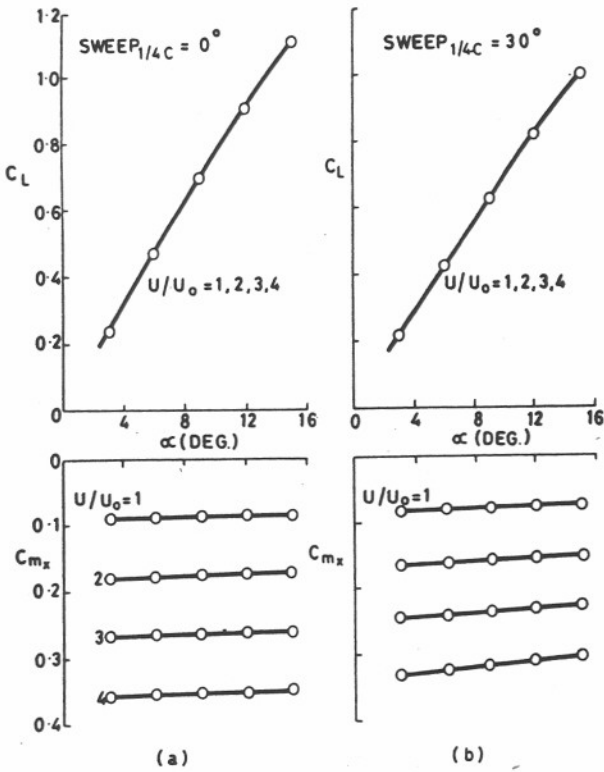 1·2
SWEEP1/4C = 0°
1·0
0·8
CL
0·6
0·4
U/Uo = 1, 2, 3, 4
0·2
0
4
8
12
16
α (DEG.)
SWEEP1/4C = 30°
CL
U/Uo = 1, 2, 3, 4
0
4
8
12
16
α (DEG.)
0
U/Uo = 1
0·1
Cmx
2
0·2
3
0·3
4
0·4
(a)
U/Uo = 1
Cmx
(b)